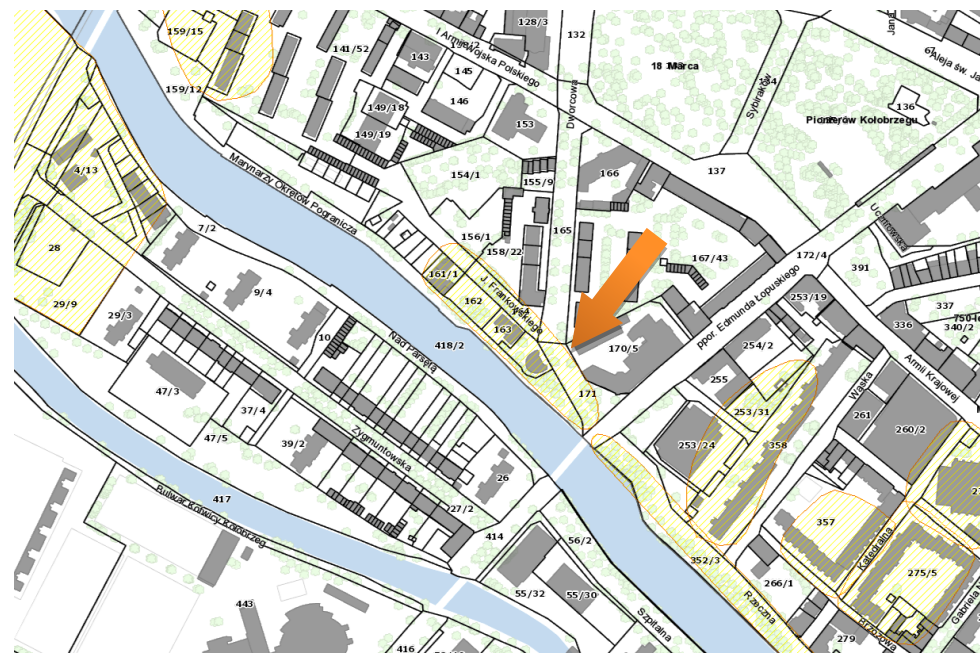 128/3
132
Jana
67
Aleja św. Ja
159/15
141/52
I Armii Wojska Polskiego
143
145
146
18 Marca
Sybiraków
136
Pionierów Kołobrzegu
159/12
149/18
149/19
153
Dworcowa
4/13
Marynarzy Okrętów Pogranicza
154/1
155/9
166
137
Ucentowska
7/2
156/1
158/22
165
167/43
172/4
391
28
161/1
162
J. Frankowskiego
9/4
29/9
29/3
10
418/2
163
170/5
ppor. Edmunda Łopuskiego
253/19
254/2
336
337
750-le
340/2
Nad Parsętą
47/3
171
255
Wąska
Armii Krajowej
37/4
47/5
39/2
Zygmuntowska
253/31
253/24
358
261
260/2
26
417
Bulwar Kotwicy Kołobrzeg
27/2
414
56/2
352/3
357
Katedralna
275/5
55/32
55/30
Szpitalna
Rzeczna
266/1
443
416
279
Brzozowa
Gabriela